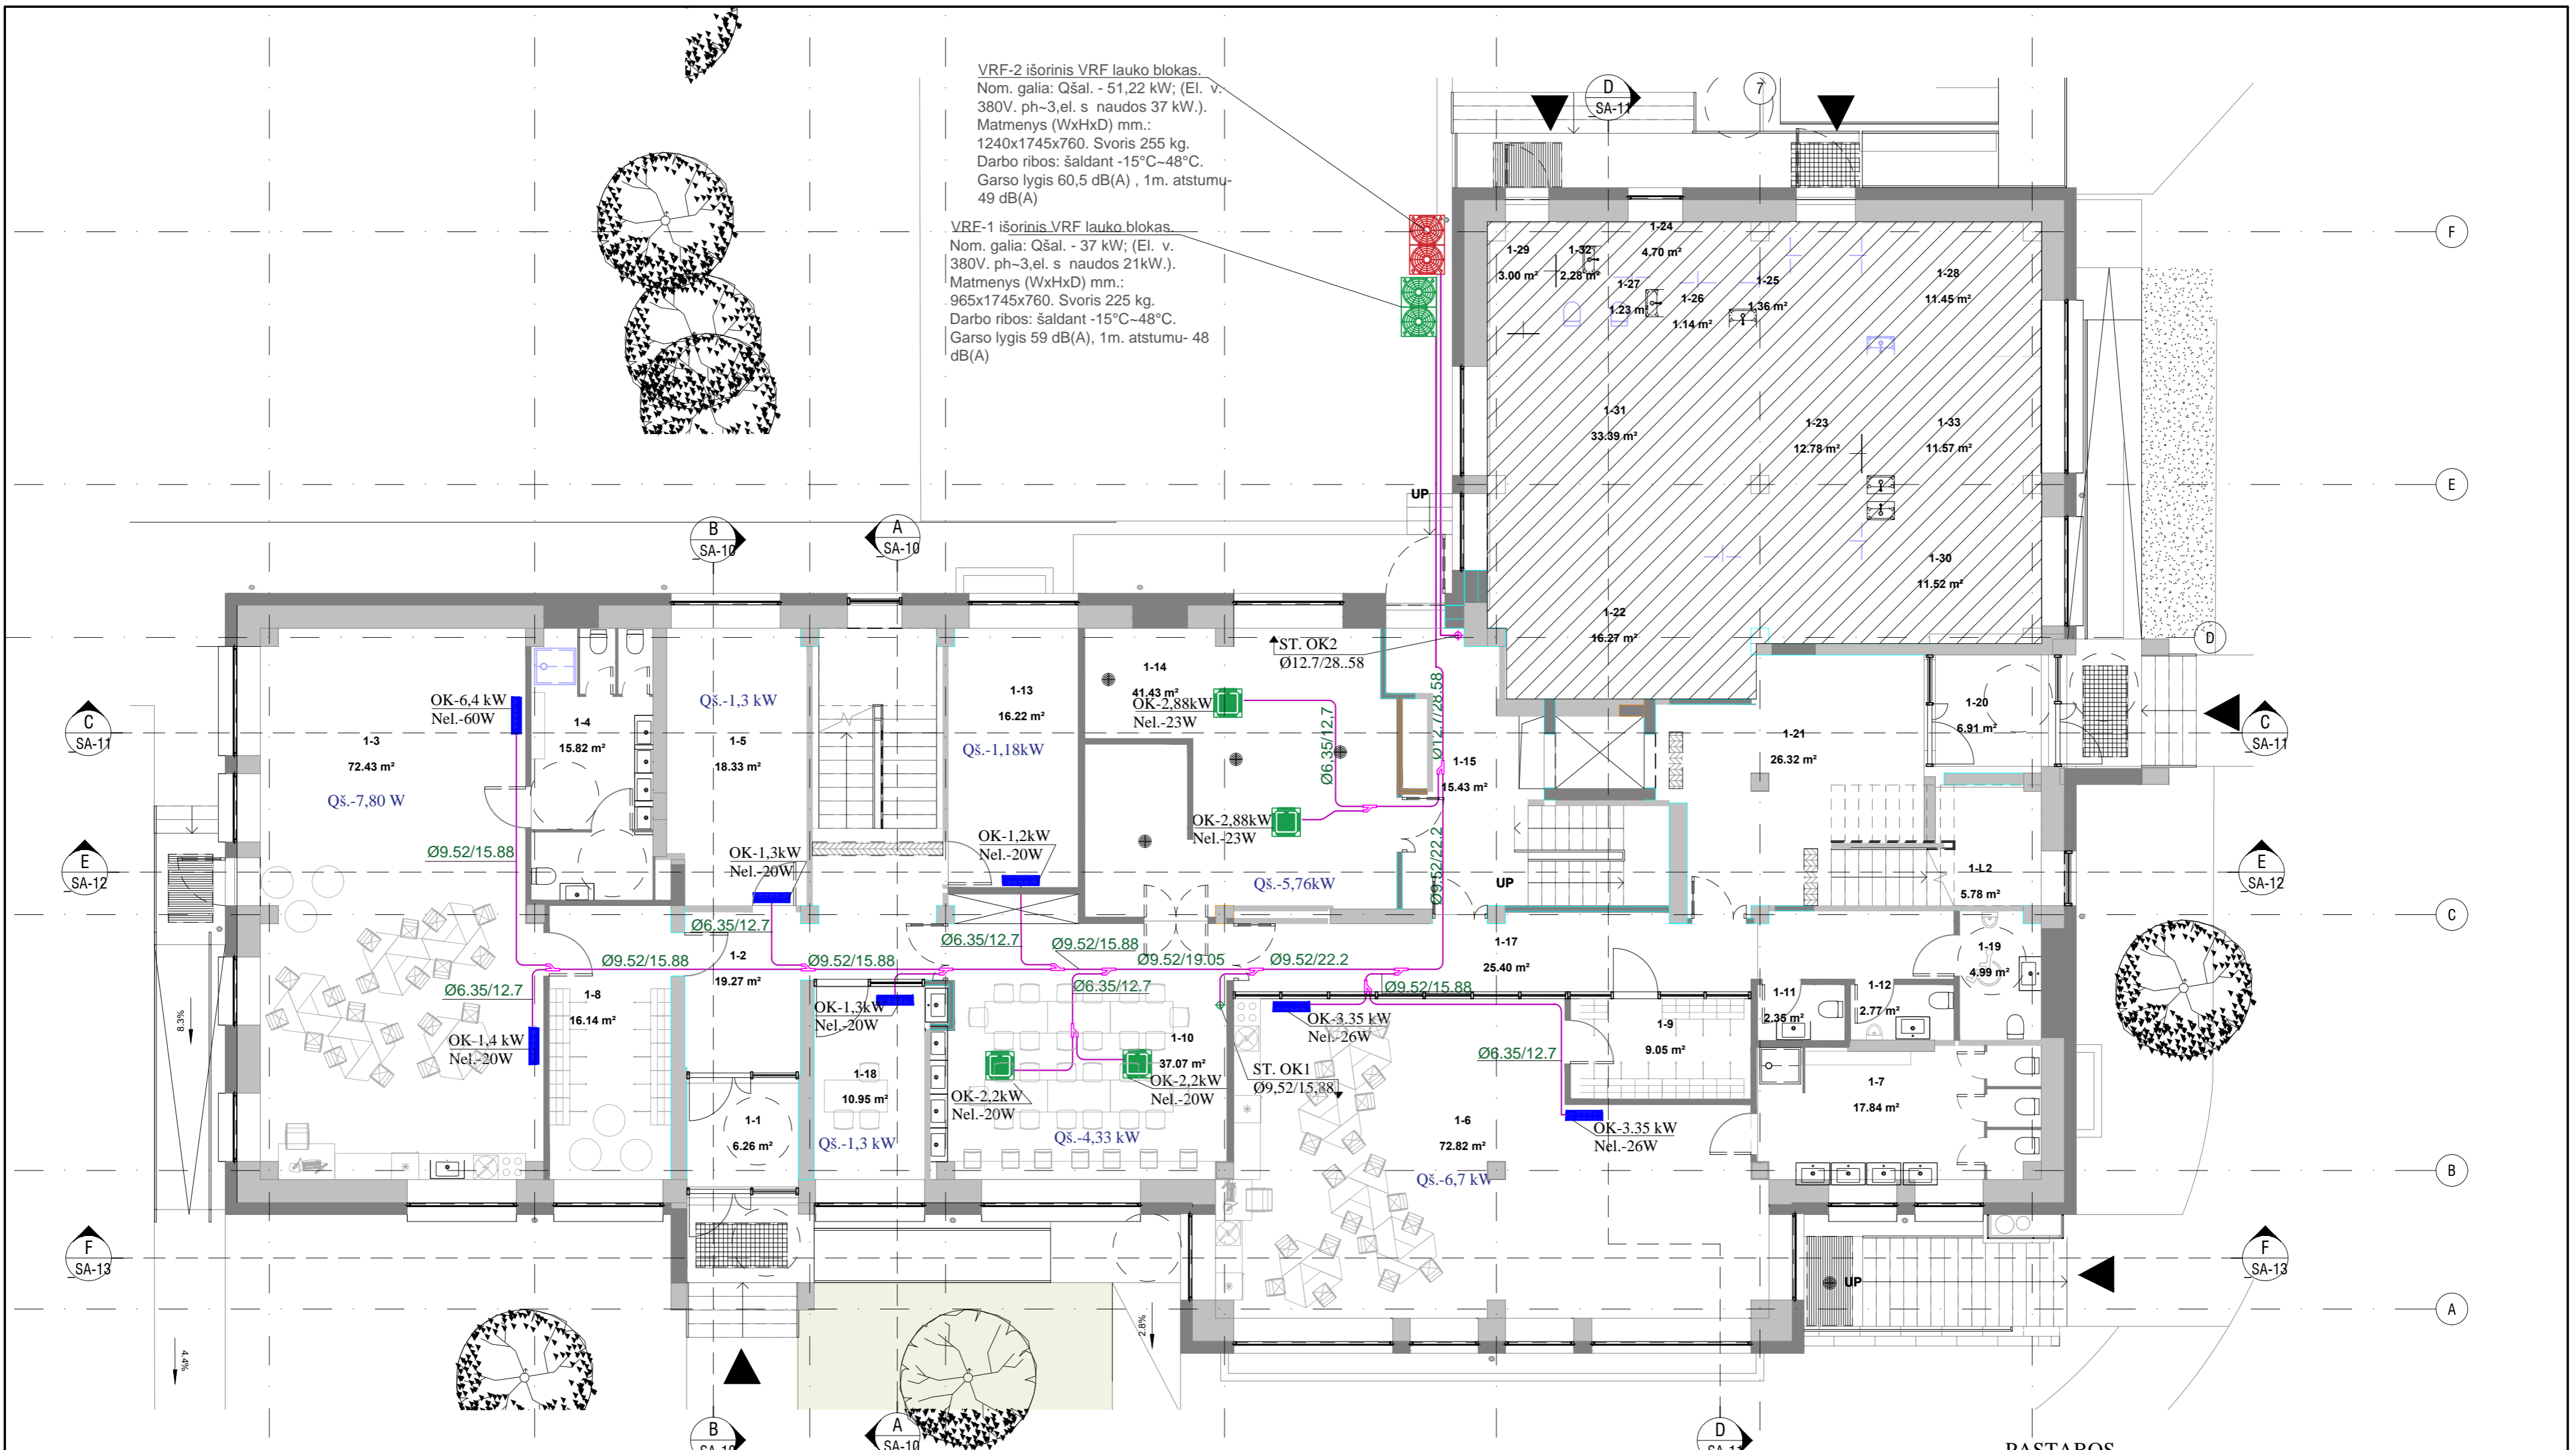 VRF-2 išorinis VRF lauko blokas.
Nom. galia: Qšal. - 51,22 kW; (El. v.
380V. ph~3,el. s naudos 37 kW.).
Matmenys (WxHxD) mm.:
1240x1745x760. Svoris 255 kg.
Darbo ribos: šaldant -15°C~48°C.
Garso lygis 60,5 dB(A) , 1m. atstumu-
49 dB(A)
VRF-1 išorinis VRF lauko blokas.
Nom. galia: Qšal. - 37 kW; (El. v.
380V. ph~3,el. s naudos 21kW.).
Matmenys (WxHxD) mm.:
965x1745x760. Svoris 225 kg.
Darbo ribos: šaldant -15°C~48°C.
Garso lygis 59 dB(A), 1m. atstumu- 48
dB(A)
D
SA-11
7
F
1-29
3.00 m²
1-32
2.28 m²
1-24
4.70 m²
1-27
1.23 m²
1-26
1.14 m²
1-25
1.36 m²
1-28
11.45 m²
1-31
33.39 m²
1-23
12.78 m²
1-33
11.57 m²
E
UP
B
SA-10
A
SA-10
1-30
11.52 m²
1-22
16.27 m²
D
ST. OK2
Ø12.7/28..58
C
SA-11
1-3
72.43 m²
Qš.-7,80 W
OK-6,4 kW
Nel.-60W
1-4
15.82 m²
Qš.-1,3 kW
1-5
18.33 m²
1-13
16.22 m²
Qš.-1,18kW
1-14
41.43 m²
OK-2,88kW
Nel.-23W
Ø6,35/12,7
Ø12.7/28.58
1-15
15.43 m²
1-21
26.32 m²
1-20
6.91 m²
C
SA-11
OK-2,88kW
Nel.-23W
Qš.-5,76kW
Ø9.52/22.2
UP
E
SA-12
Ø9.52/15.88
OK-1,3kW
Nel.-20W
OK-1,2kW
Nel.-20W
1-L2
5.78 m²
E
SA-12
C
Ø6.35/12.7
Ø6.35/12.7
Ø9.52/15.88
Ø9.52/15.88
Ø9.52/15.88
Ø9.52/19.05
Ø9.52/22.2
1-2
19.27 m²
1-17
25.40 m²
1-19
4.99 m²
Ø6.35/12.7
1-8
16.14 m²
OK-1,4 kW
Nel.-20W
OK-1,3kW
Nel.-20W
Ø6.35/12.7
Ø9.52/15.88
OK-3.35 kW
Nel.-26W
1-11
2.35 m²
1-12
2.77 m²
1-9
9.05 m²
Ø6.35/12.7
8.3%
1-10
37.07 m²
OK-2,2kW
Nel.-20W
OK-2,2kW
Nel.-20W
ST. OK1
Ø9,52/15,88
1-18
10.95 m²
Qš.-1,3 kW
Qš.-4,33 kW
1-1
6.26 m²
1-6
72.82 m²
Qš.-6,7 kW
OK-3.35 kW
Nel.-26W
1-7
17.84 m²
B
F
SA-13
F
SA-13
UP
A
4.4%
2.8%
B
SA-10
A
SA-10
D
SA-11
PASTABOS